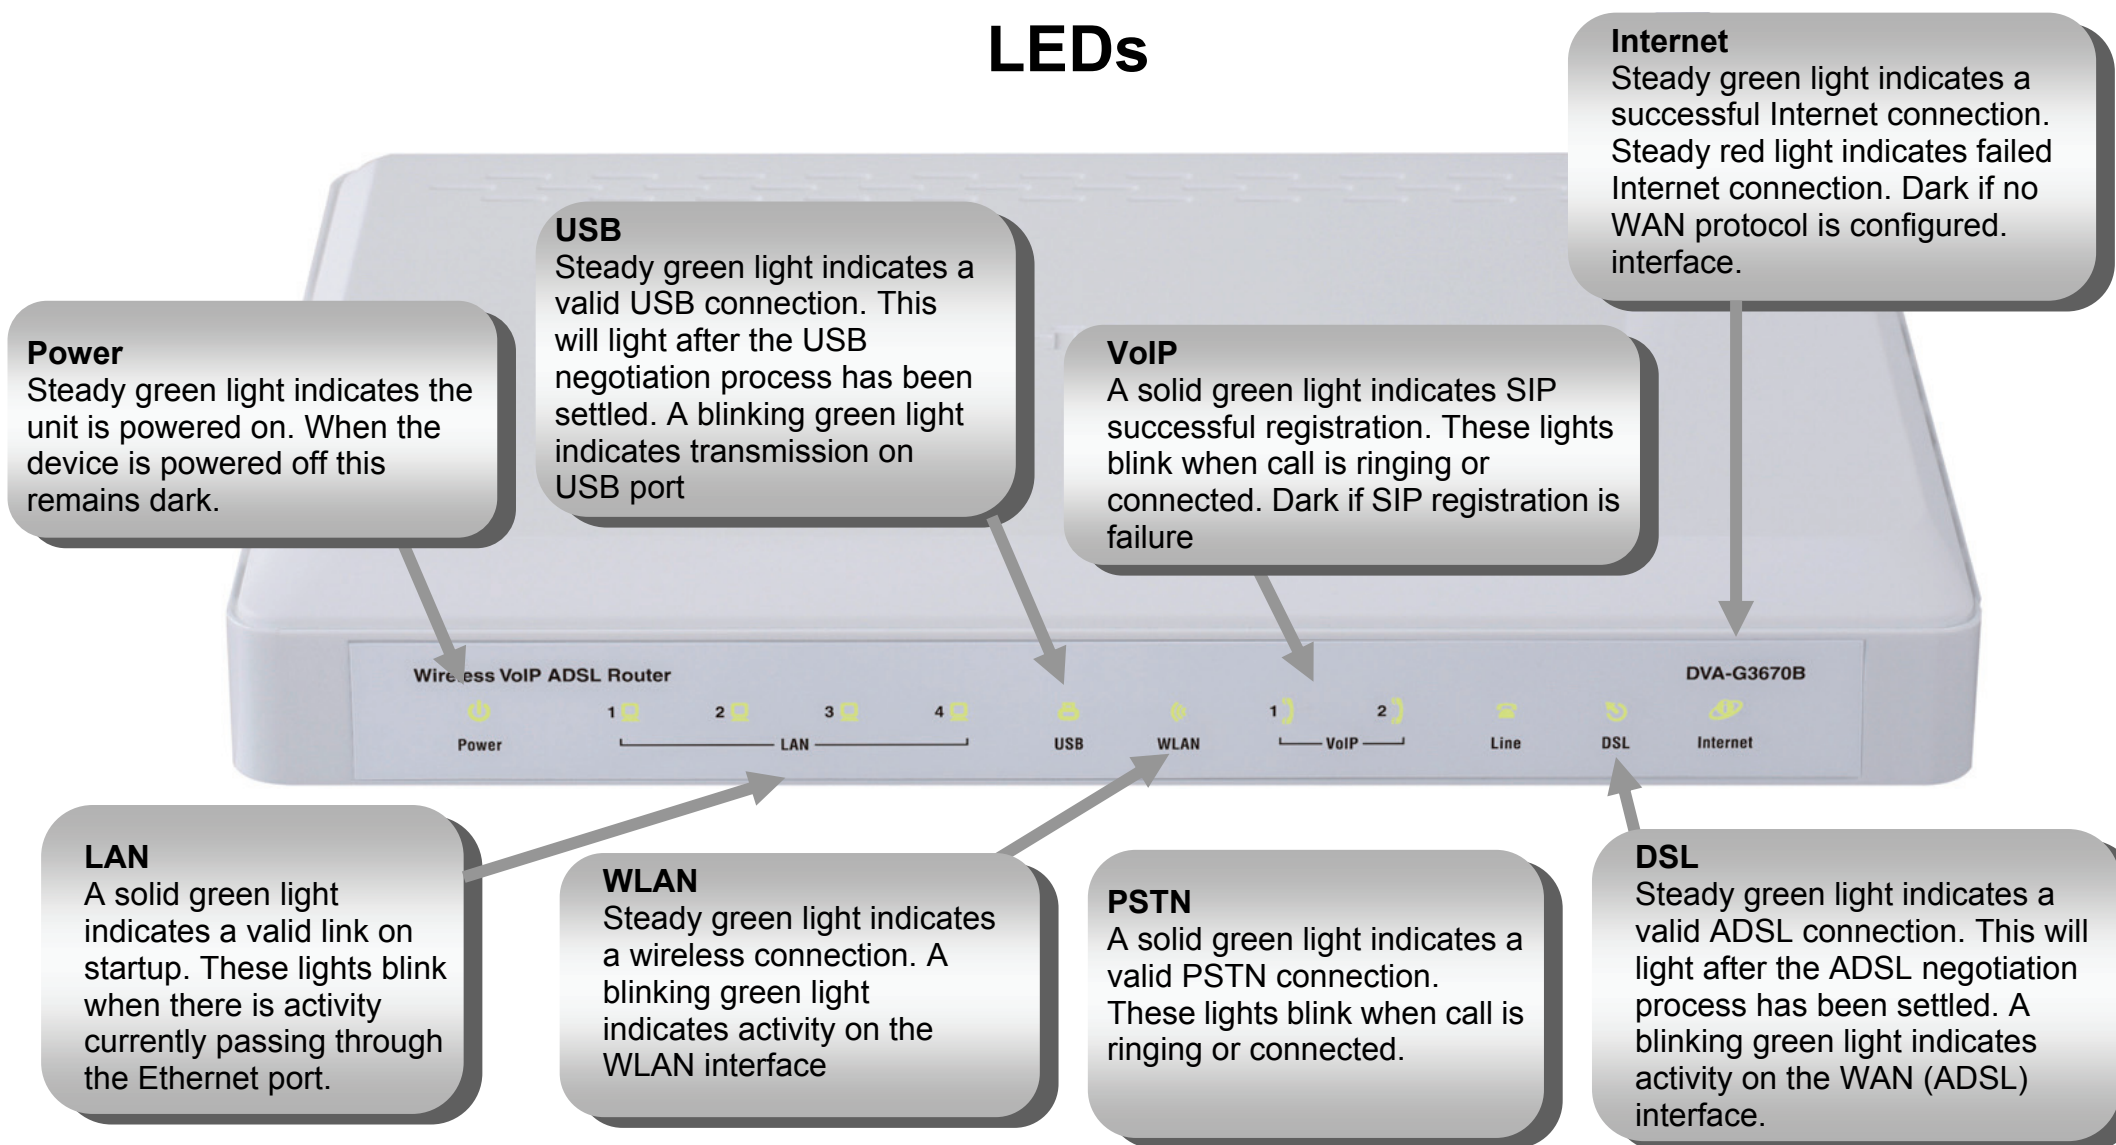 LEDs
Internet
Steady green light indicates a
successful Internet connection.
Steady red light indicates failed
Internet connection. Dark if no
WAN protocol is configured.
interface.
USB
Steady green light indicates a
valid USB connection. This
will light after the USB
negotiation process has been
settled. A blinking green light
indicates transmission on
USB port
Power
Steady green light indicates the
unit is powered on. When the
device is powered off this
remains dark.
VoIP
A solid green light indicates SIP
successful registration. These lights
blink when call is ringing or
connected. Dark if SIP registration is
failure
Wireless VoIP ADSL Router
DVA-G3670B
1 2 3 4 1 2
Power LAN USB WLAN VoIP Line DSL Internet
LAN
A solid green light
indicates a valid link on
startup. These lights blink
when there is activity
currently passing through
the Ethernet port.
WLAN
Steady green light indicates
a wireless connection. A
blinking green light
indicates activity on the
WLAN interface
PSTN
A solid green light indicates a
valid PSTN connection.
These lights blink when call is
ringing or connected.
DSL
Steady green light indicates a
valid ADSL connection. This will
light after the ADSL negotiation
process has been settled. A
blinking green light indicates
activity on the WAN (ADSL)
interface.